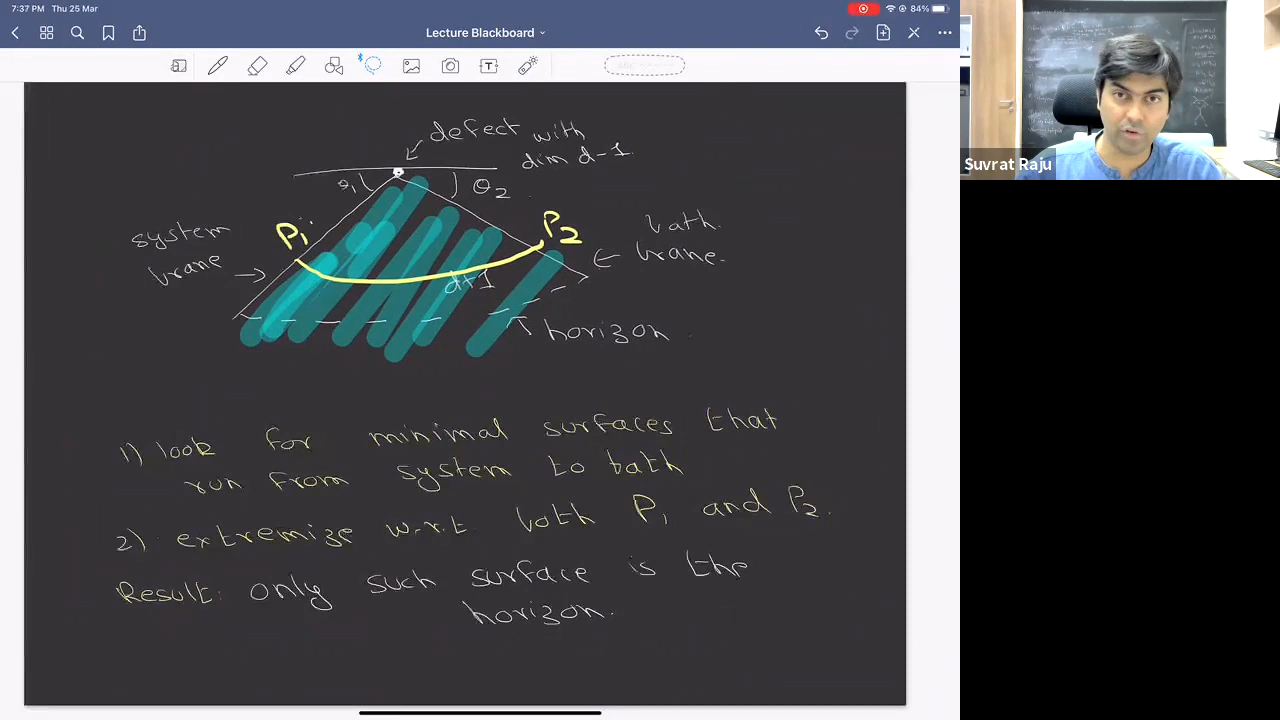 7:37 PM Thu 25 Mar
84%
Lecture Blackboard
Suvrat Raju
defect with
dim d-1.
θ1
θ2
system
brane
P1
P2
bath
brane.
d+1
horizon
1) look for minimal surfaces that
run from system to bath
2) extremize w.r.t both P1 and P2.
Result: only such surface is the
horizon.